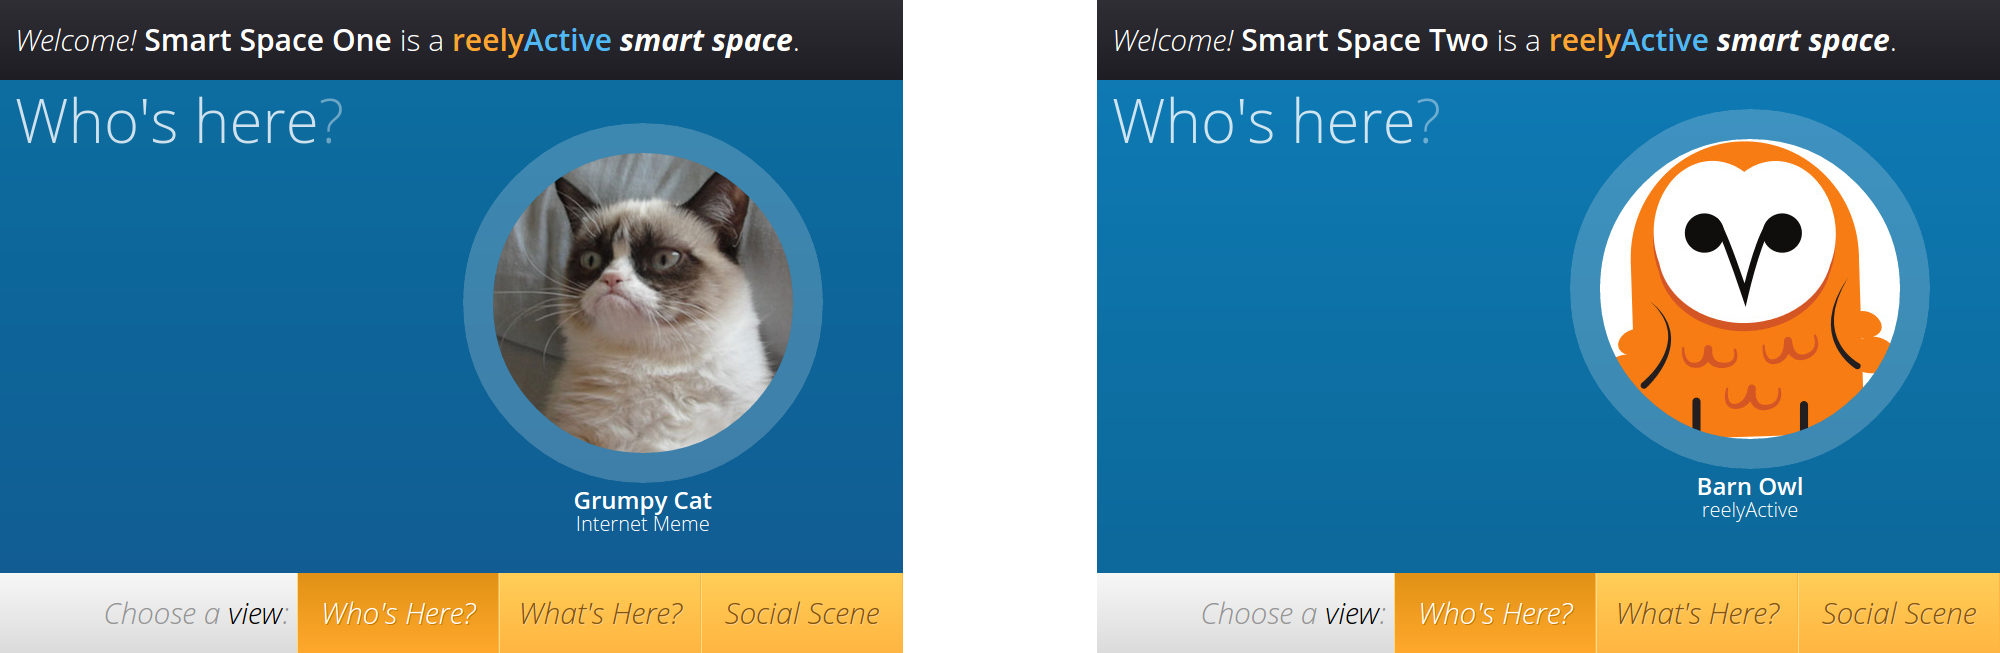 Welcome! Smart Space One is a reelyActive smart space.
Who's here?
Grumpy Cat
Internet Meme
Choose a view: Who's Here? What's Here? Social Scene
Welcome! Smart Space Two is a reelyActive smart space.
Who's here?
Barn Owl
reelyActive
Choose a view: Who's Here? What's Here? Social Scene